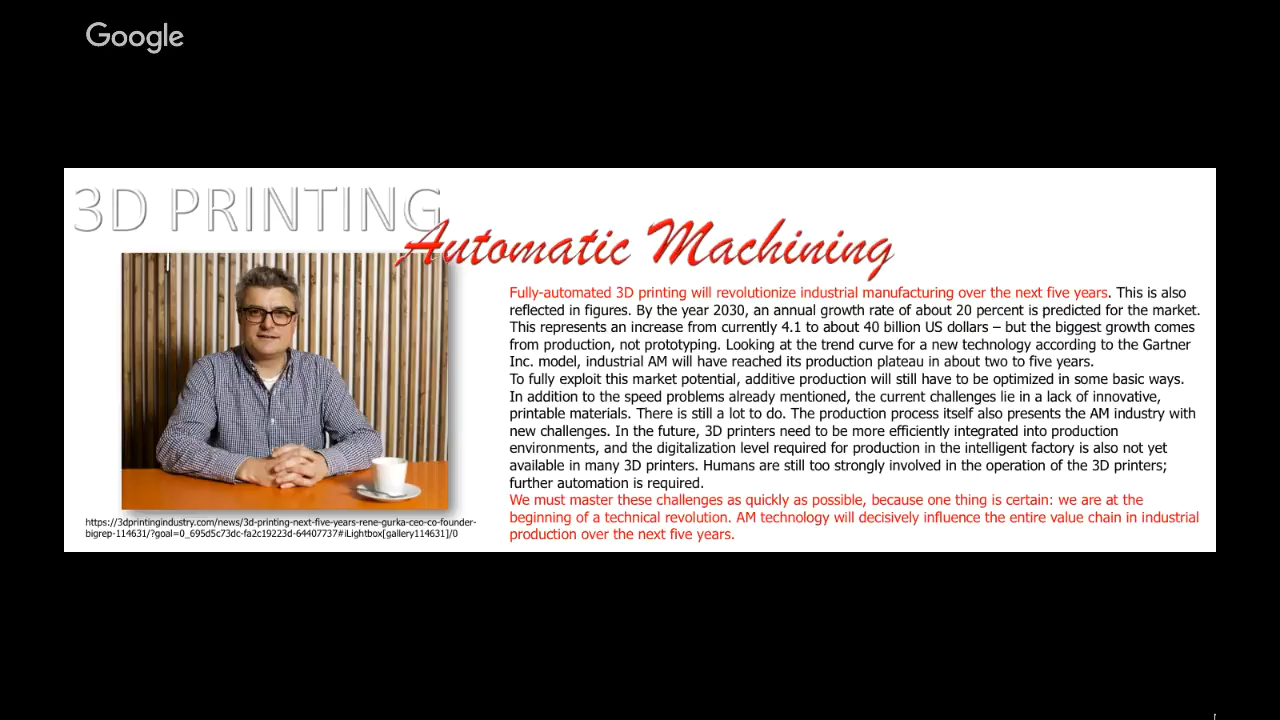 Google
3D PRINTING
Automatic Machining
Fully-automated 3D printing will revolutionize industrial manufacturing over the next five years. This is also
reflected in figures. By the year 2030, an annual growth rate of about 20 percent is predicted for the market.
This represents an increase from currently 4.1 to about 40 billion US dollars – but the biggest growth comes
from production, not prototyping. Looking at the trend curve for a new technology according to the Gartner
Inc. model, industrial AM will have reached its production plateau in about two to five years.
To fully exploit this market potential, additive production will still have to be optimized in some basic ways.
In addition to the speed problems already mentioned, the current challenges lie in a lack of innovative,
printable materials. There is still a lot to do. The production process itself also presents the AM industry with
new challenges. In the future, 3D printers need to be more efficiently integrated into production
environments, and the digitalization level required for production in the intelligent factory is also not yet
available in many 3D printers. Humans are still too strongly involved in the operation of the 3D printers;
further automation is required.
We must master these challenges as quickly as possible, because one thing is certain: we are at the
beginning of a technical revolution. AM technology will decisively influence the entire value chain in industrial
production over the next five years.
https://3dprintingindustry.com/news/3d-printing-next-five-years-rene-gurka-ceo-co-founder-
bigrep-114631/?goal=0_695d5c73dc-fa2c19223d-64407737#iLightbox[gallery114631]/0